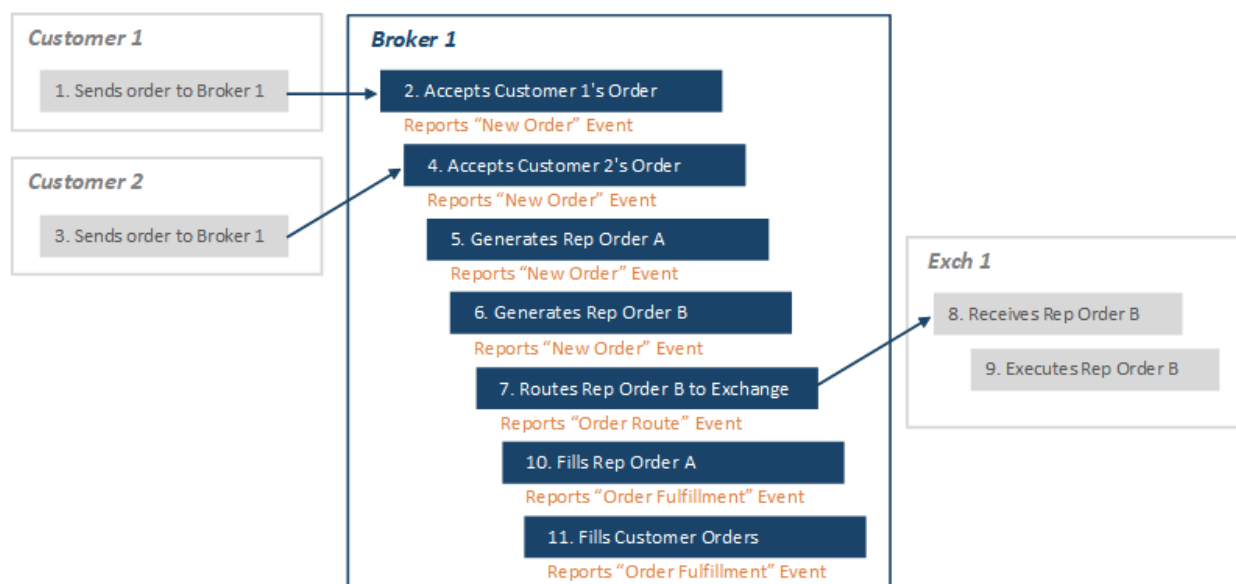 Customer 1
1. Sends order to Broker 1
Customer 2
3. Sends order to Broker 1
Broker 1
2. Accepts Customer 1's Order
Reports “New Order” Event
4. Accepts Customer 2's Order
Reports “New Order” Event
5. Generates Rep Order A
Reports “New Order” Event
6. Generates Rep Order B
Reports “New Order” Event
7. Routes Rep Order B to Exchange
Reports “Order Route” Event
10. Fills Rep Order A
Reports “Order Fulfillment” Event
11. Fills Customer Orders
Reports “Order Fulfillment” Event
Exch 1
8. Receives Rep Order B
9. Executes Rep Order B